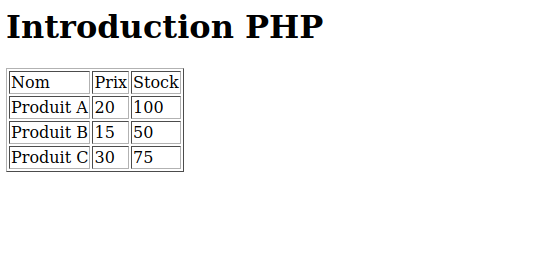 Introduction PHP
Nom Prix Stock
Produit A 20 100
Produit B 15 50
Produit C 30 75